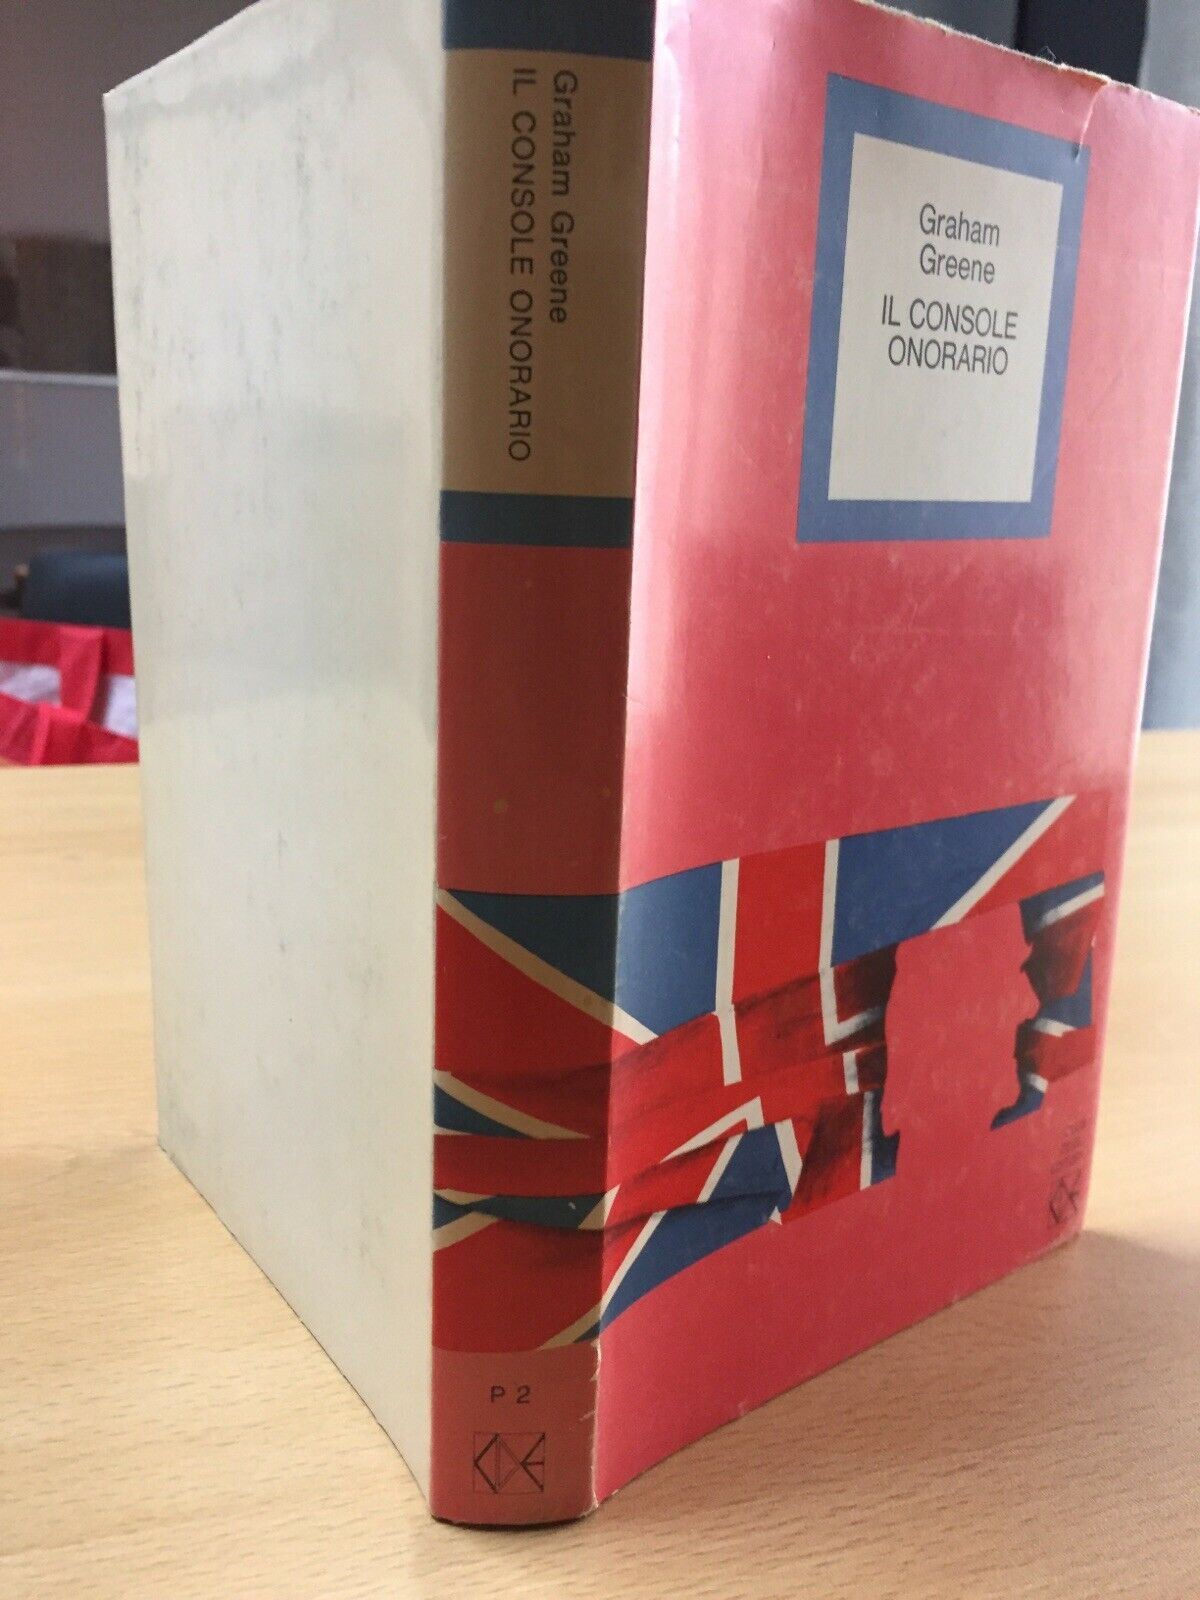 Graham Greene
IL CONSOLE ONORARIO
P 2
Graham
Greene
IL CONSOLE
ONORARIO